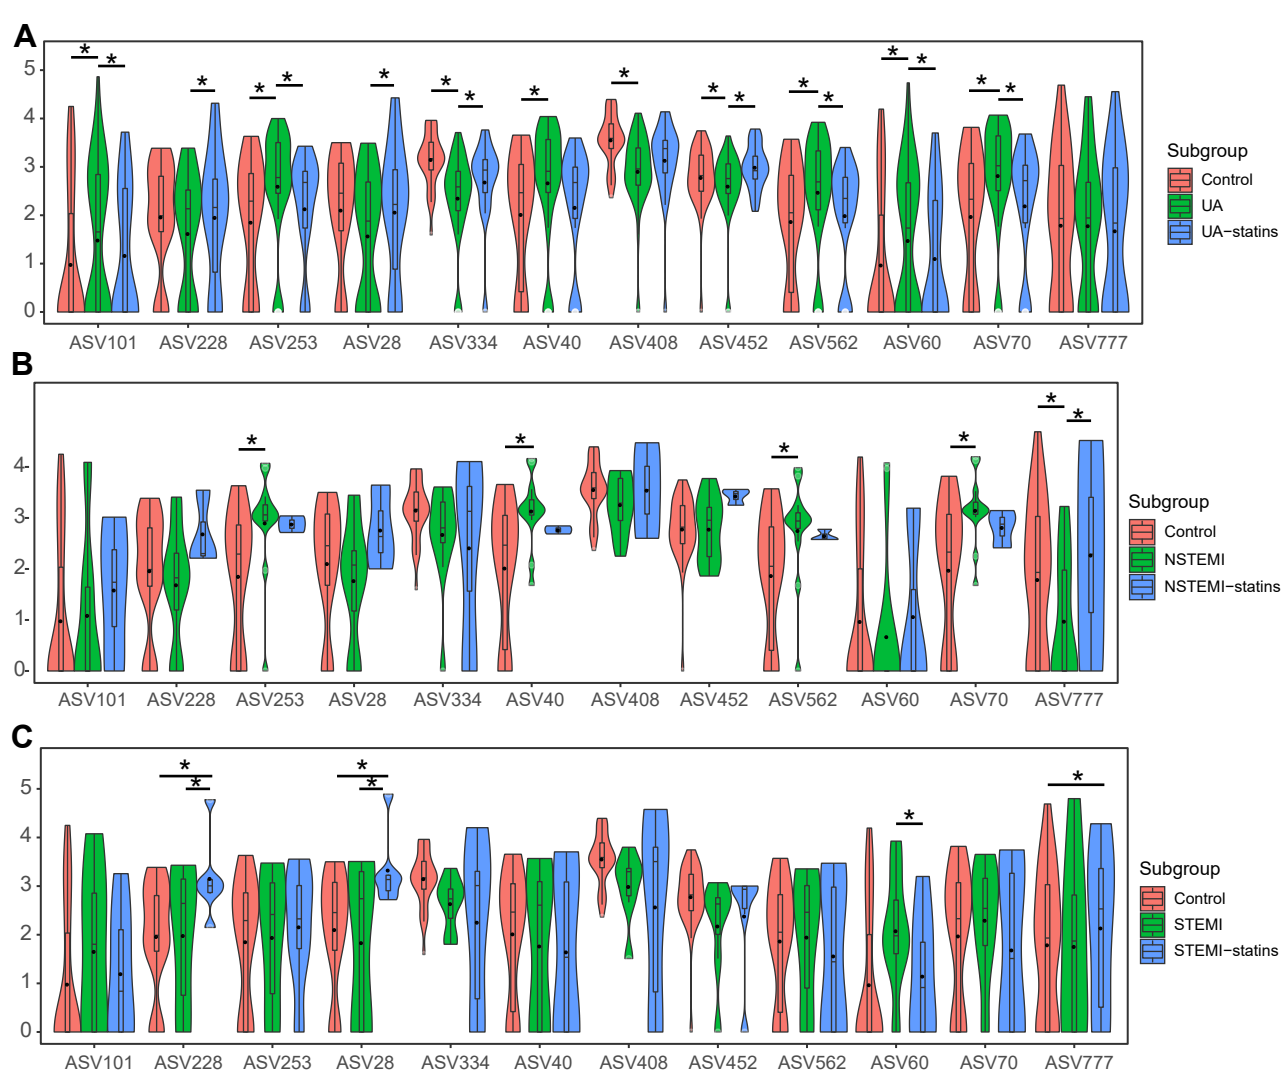 A
* * * * * * * * * * * * * * * * * *
5
4
3
2
1
0
ASV101 ASV228 ASV253 ASV28 ASV334 ASV40 ASV408 ASV452 ASV562 ASV60 ASV70 ASV777
Subgroup
Control
UA
UA−statins
B
* * * * * *
4
3
2
1
0
ASV101 ASV228 ASV253 ASV28 ASV334 ASV40 ASV408 ASV452 ASV562 ASV60 ASV70 ASV777
Subgroup
Control
NSTEMI
NSTEMI−statins
C
* * * * * *
5
4
3
2
1
0
ASV101 ASV228 ASV253 ASV28 ASV334 ASV40 ASV408 ASV452 ASV562 ASV60 ASV70 ASV777
Subgroup
Control
STEMI
STEMI−statins